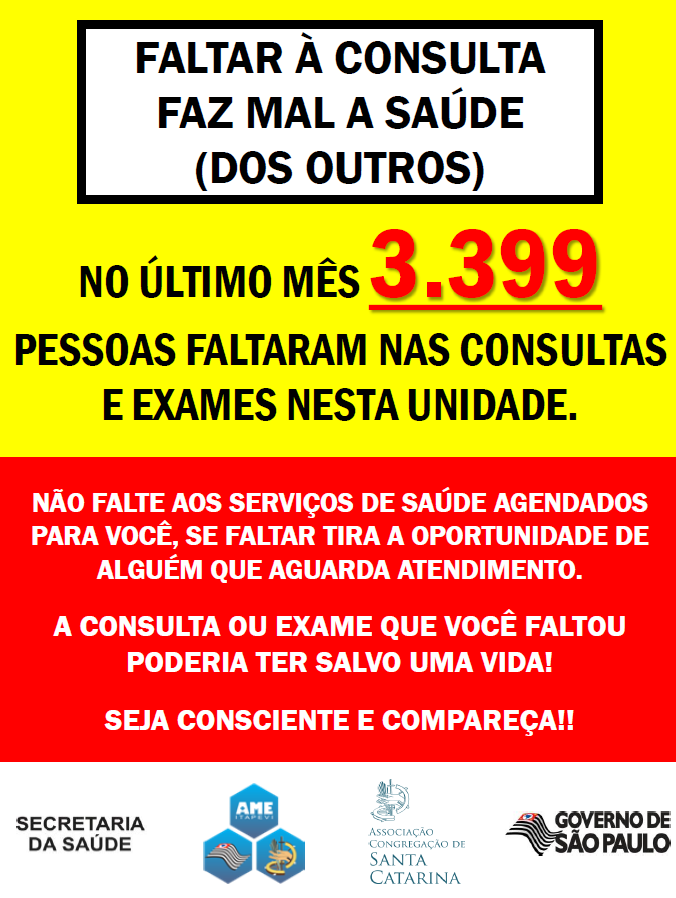 FALTAR À CONSULTA
FAZ MAL A SAÚDE
(DOS OUTROS)
NO ÚLTIMO MÊS 3.399
PESSOAS FALTARAM NAS CONSULTAS
E EXAMES NESTA UNIDADE.
NÃO FALTE AOS SERVIÇOS DE SAÚDE AGENDADOS
PARA VOCÊ, SE FALTAR TIRA A OPORTUNIDADE DE
ALGUÉM QUE AGUARDA ATENDIMENTO.
A CONSULTA OU EXAME QUE VOCÊ FALTOU
PODERIA TER SALVO UMA VIDA!
SEJA CONSCIENTE E COMPAREÇA!!
SECRETARIA
DA SAÚDE
AME
ITAPEVI
ASSOCIAÇÃO
CONGREGAÇÃO DE
SANTA
CATARINA
GOVERNO DE
SÃO PAULO